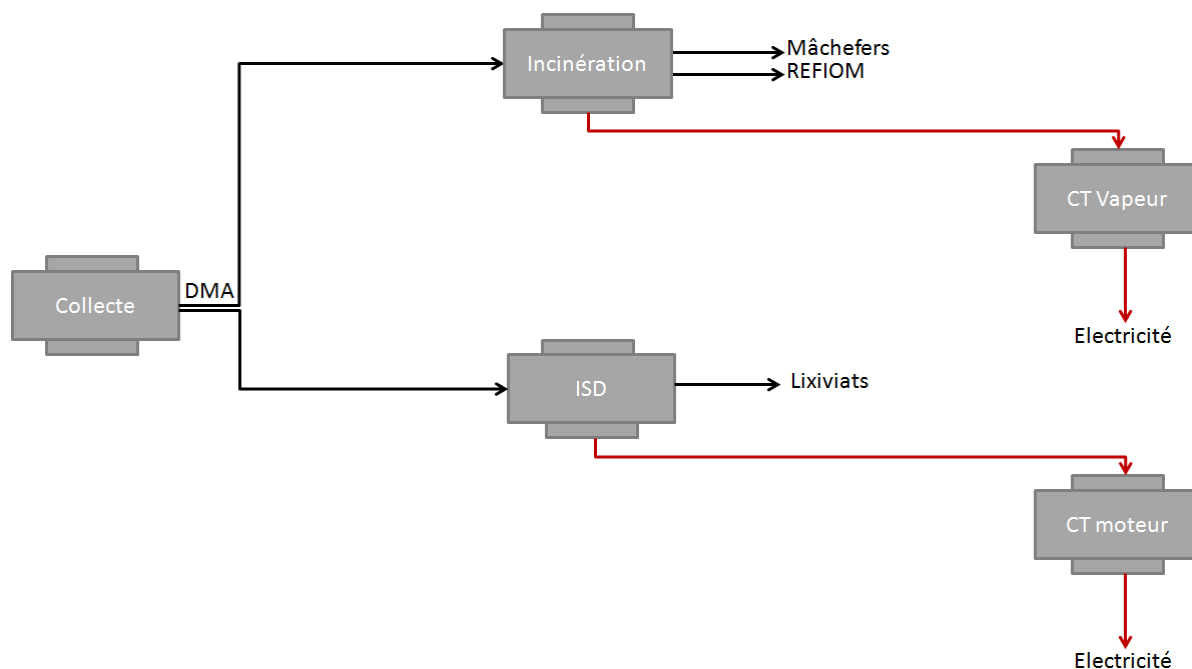 Incinération
Mâchefers
REFIOM
CT Vapeur
Collecte
DMA
Electricité
ISD
Lixiviats
CT moteur
Electricité